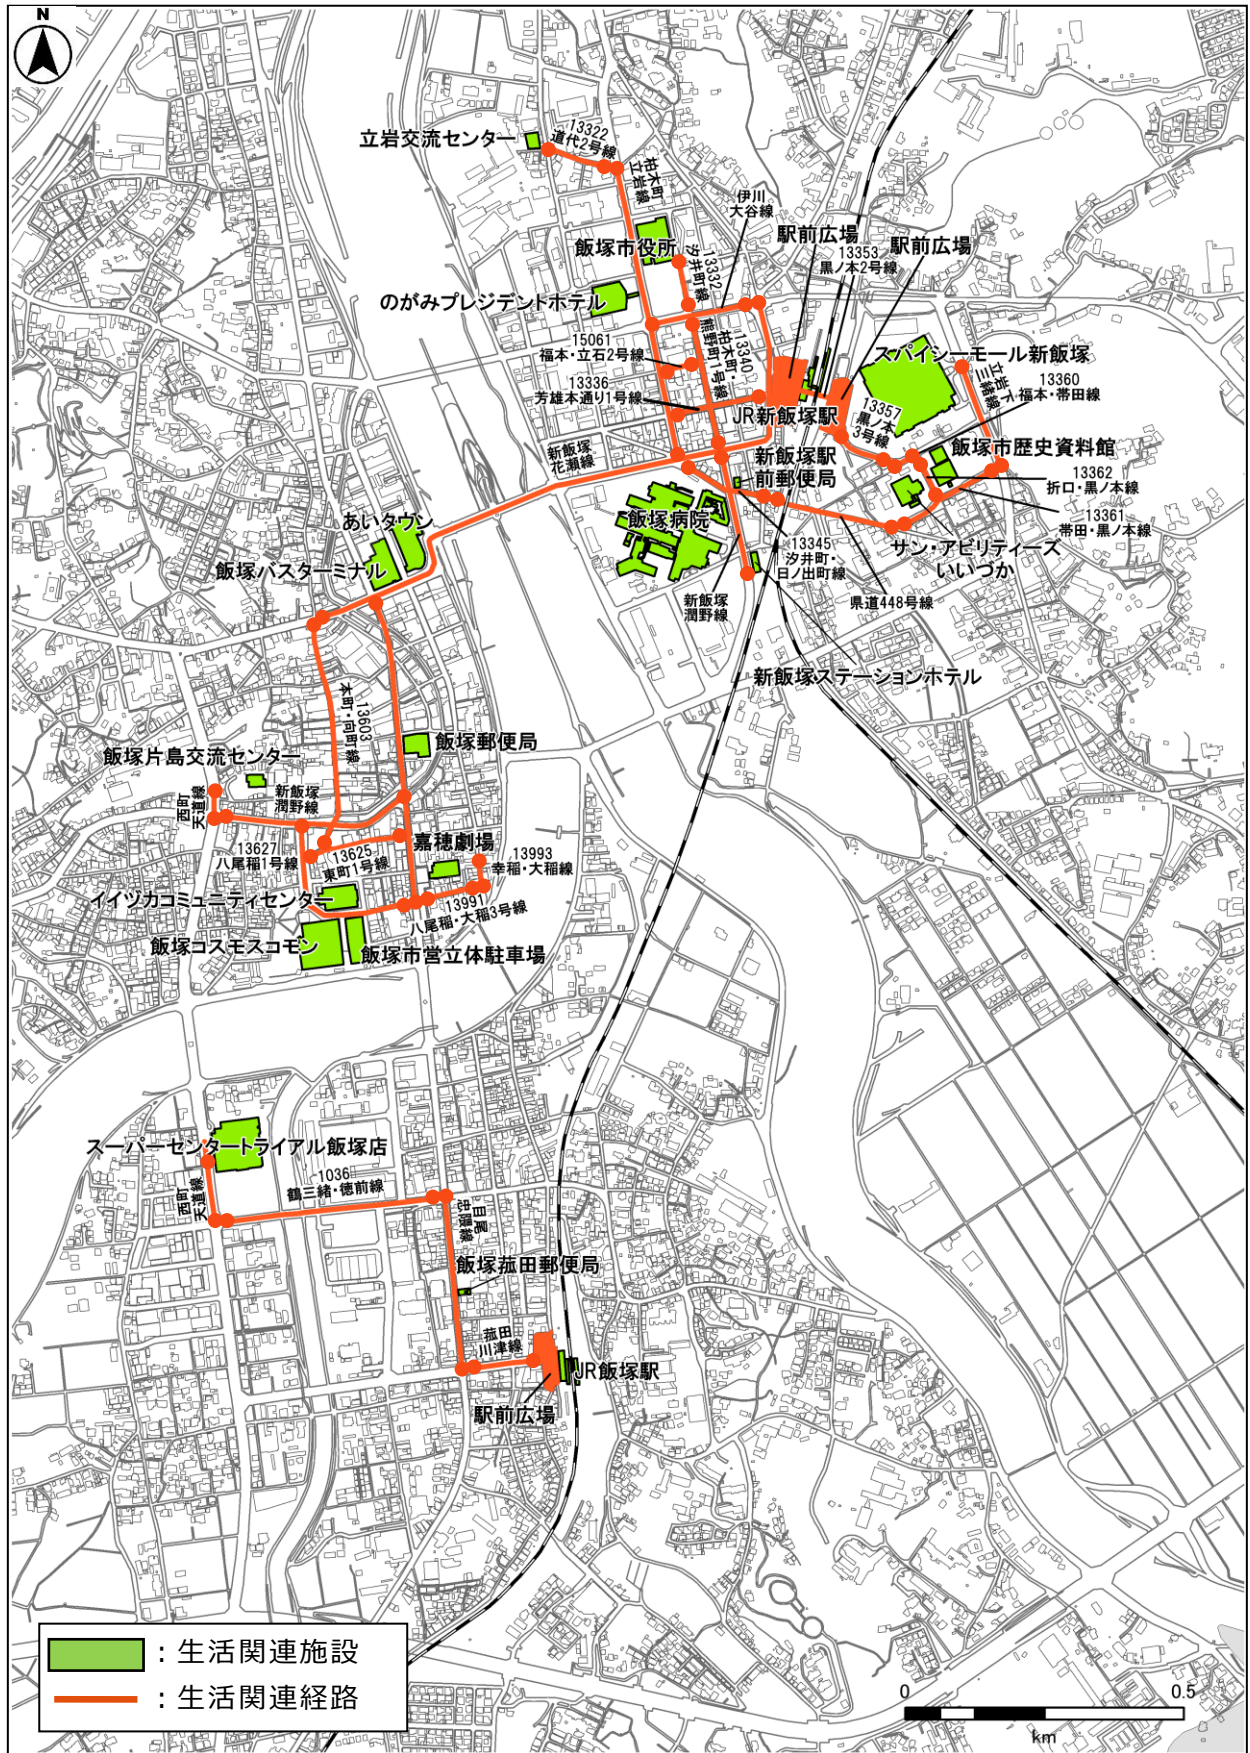 N
立岩交流センター
13322
道代2号線
柏木町
立岩線
伊川
大谷線
飯塚市役所
13332
汐井町線
駅前広場
13353
黒ノ本2号線
駅前広場
のがみプレジデントホテル
15061
福本・立石2号線
13336
芳雄本通り1号線
13340
柏木町・
熊野町1号線
JR新飯塚駅
スパイシーモール新飯塚
立岩下
三緒線
13360
福本・帯田線
13357
黒ノ本
3号線
飯塚市歴史資料館
13362
折口・黒ノ本線
13361
帯田・黒ノ本線
新飯塚
花瀬線
新飯塚駅
前郵便局
飯塚病院
あいタウン
飯塚バスターミナル
13345
汐井町・
日ノ出町線
サン・アビリティーズ
いいづか
県道448号線
新飯塚
潤野線
新飯塚ステーションホテル
13603
本町・向町線
飯塚郵便局
飯塚片島交流センター
西町
天道線
新飯塚
潤野線
13627
八尾稲1号線
13625
東町1号線
嘉穂劇場
13993
幸稲・大稲線
13991
八尾稲・大稲3号線
イイヅカコミュニティセンター
飯塚コスモスコモン
飯塚市営立体駐車場
スーパーセンタートライアル飯塚店
西町
天道線
1036
鶴三緒・徳前線
目尾
忠隈線
飯塚菰田郵便局
菰田
川津線
JR飯塚駅
駅前広場
：生活関連施設
：生活関連経路
0 0.5
km